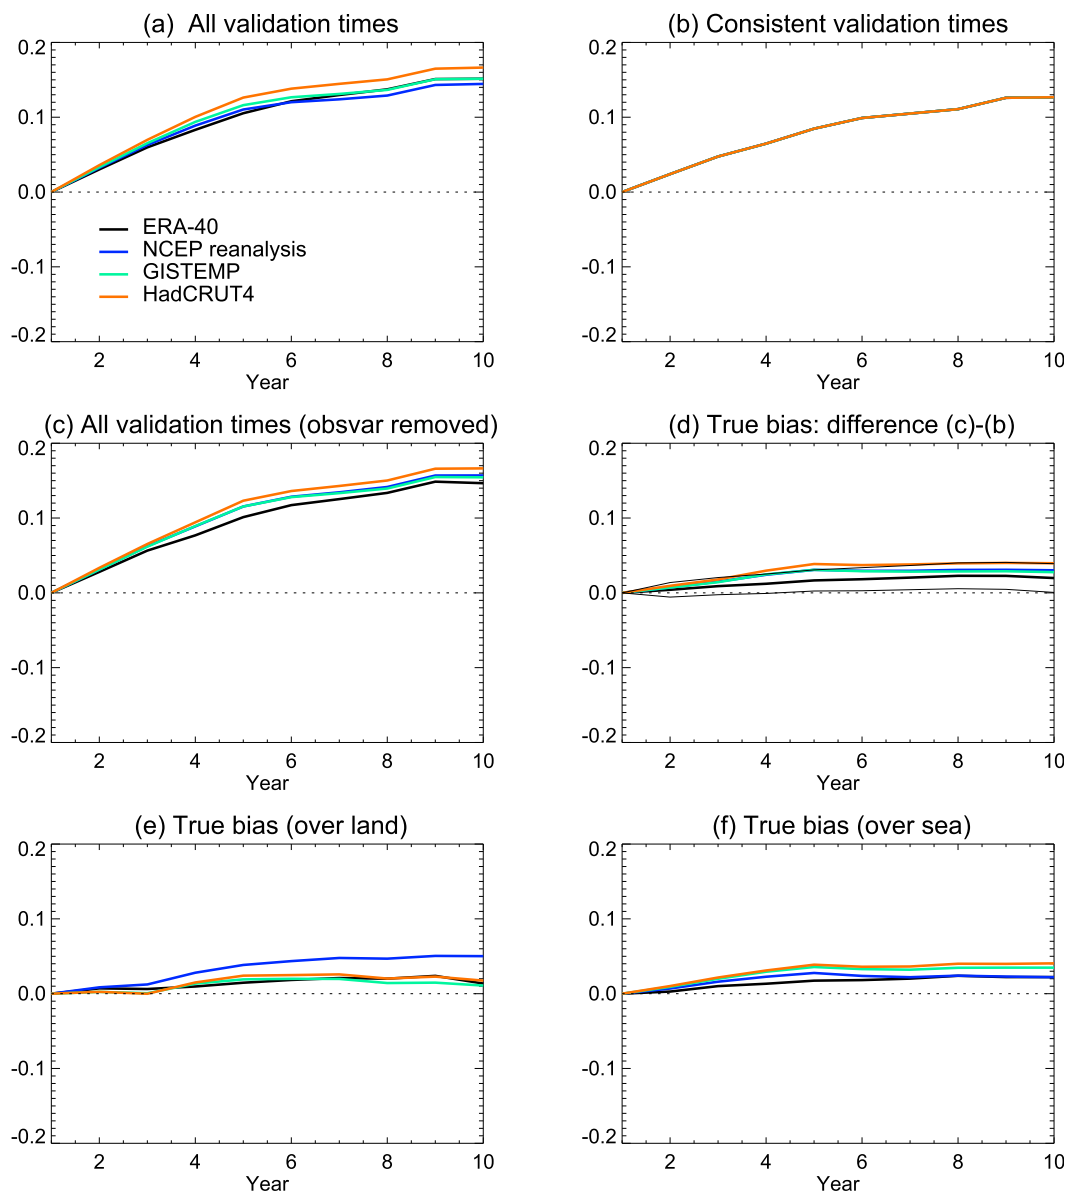 (a) All validation times
0.2
0.1
0.0
-0.1
-0.2
ERA-40
NCEP reanalysis
GISTEMP
HadCRUT4
2 4 6 8 10
Year
(b) Consistent validation times
0.2
0.1
0.0
-0.1
-0.2
2 4 6 8 10
Year
(c) All validation times (obsvar removed)
0.2
0.1
0.0
-0.1
-0.2
2 4 6 8 10
Year
(d) True bias: difference (c)-(b)
0.2
0.1
0.0
-0.1
-0.2
2 4 6 8 10
Year
(e) True bias (over land)
0.2
0.1
0.0
-0.1
-0.2
2 4 6 8 10
Year
(f) True bias (over sea)
0.2
0.1
0.0
-0.1
-0.2
2 4 6 8 10
Year